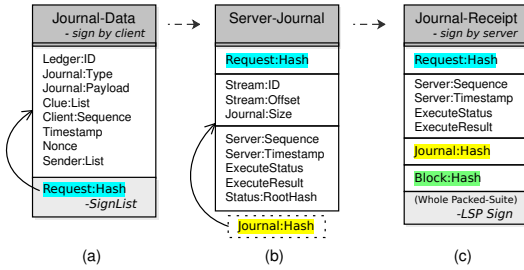 Journal-Data
- sign by client
Ledger:ID
Journal:Type
Journal:Payload
Clue:List
Client:Sequence
Timestamp
Nonce
Sender:List
Request:Hash
-SignList
(a)
Server-Journal
Request:Hash
Stream:ID
Stream:Offset
Journal:Size
Server:Sequence
Server:Timestamp
ExecuteStatus
ExecuteResult
Status:RootHash
Journal:Hash
(b)
Journal-Receipt
- sign by server
Request:Hash
Server:Sequence
Server:Timestamp
ExecuteStatus
ExecuteResult
Journal:Hash
Block:Hash
(Whole Packed-Suite)
-LSP Sign
(c)